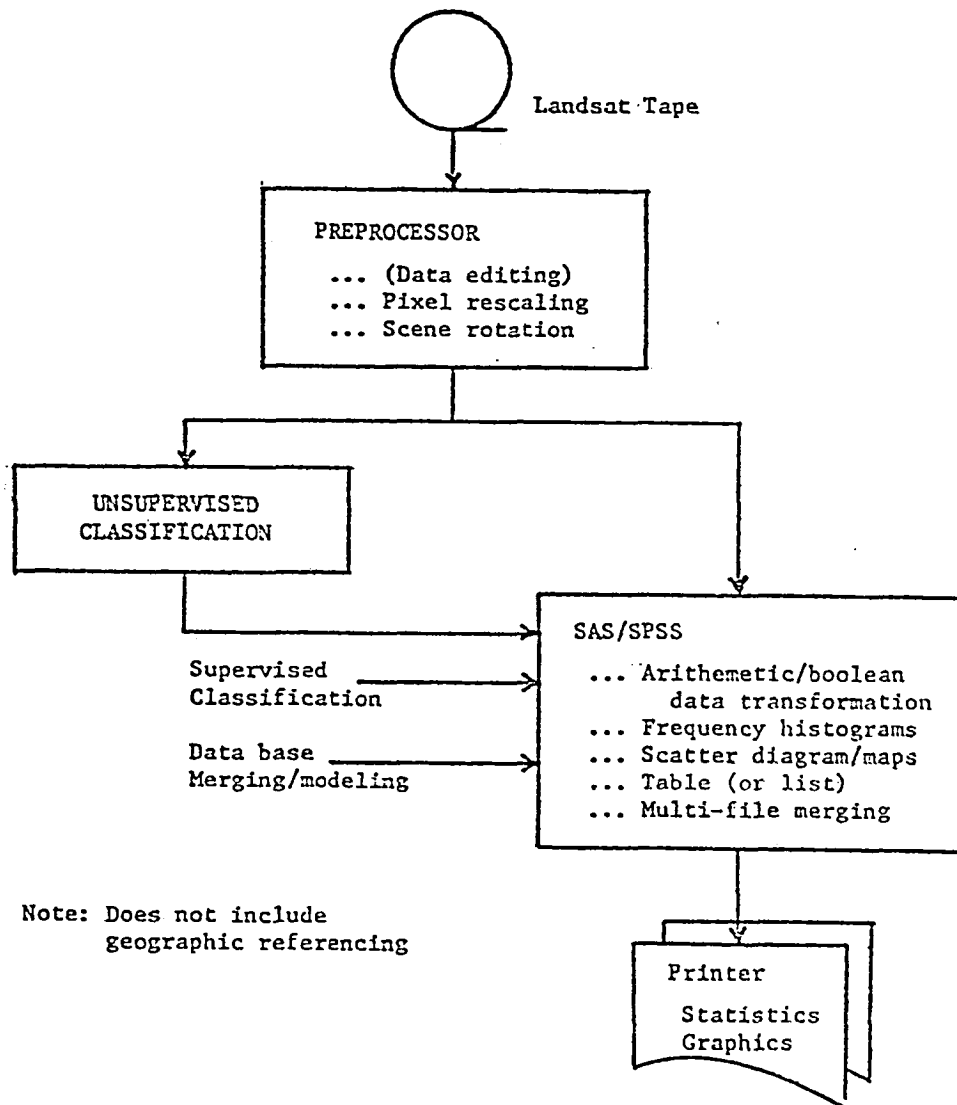 Landsat Tape
PREPROCESSOR
... (Data editing)
... Pixel rescaling
... Scene rotation
UNSUPERVISED
CLASSIFICATION
SAS/SPSS
... Arithemetic/boolean
data transformation
... Frequency histograms
... Scatter diagram/maps
... Table (or list)
... Multi-file merging
Supervised
Classification
Data base
Merging/modeling
Note: Does not include
geographic referencing
Printer
Statistics
Graphics